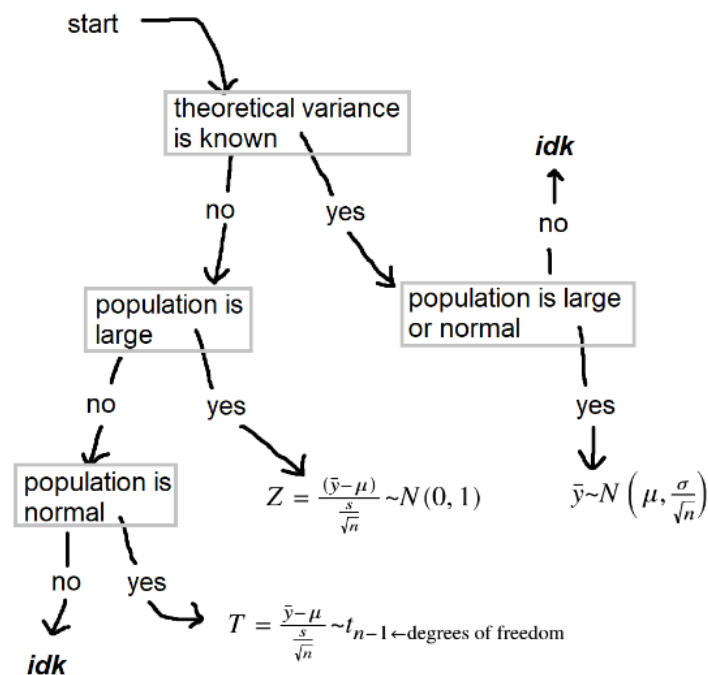 start
theoretical variance
is known
idk
no
yes
no
population is
large
population is large
or normal
no
yes
yes
population is
normal
Z = (ȳ−μ) / (s/√n) ~N(0, 1)
ȳ~N(μ, σ/√n)
no
yes
T = ȳ−μ / (s/√n) ~t n−1←degrees of freedom
idk